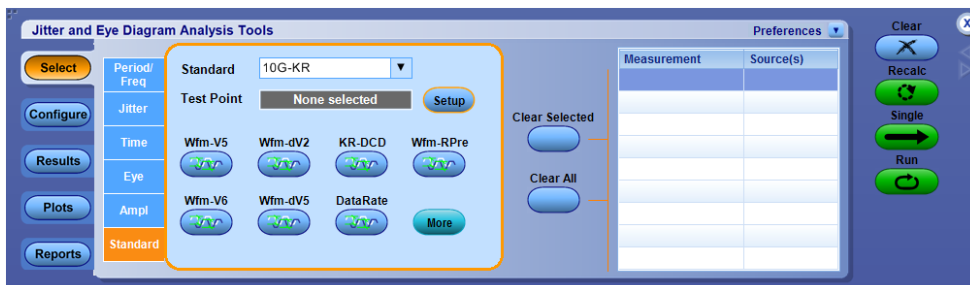 Jitter and Eye Diagram Analysis Tools
Preferences
Clear
Select
Configure
Results
Plots
Reports
Period/
Freq
Jitter
Time
Eye
Ampl
Standard
Standard
10G-KR
Test Point
None selected
Setup
Wfm-V5
Wfm-dV2
KR-DCD
Wfm-RPre
Wfm-V6
Wfm-dV5
DataRate
More
Clear Selected
Clear All
Measurement
Source(s)
Recalc
Single
Run